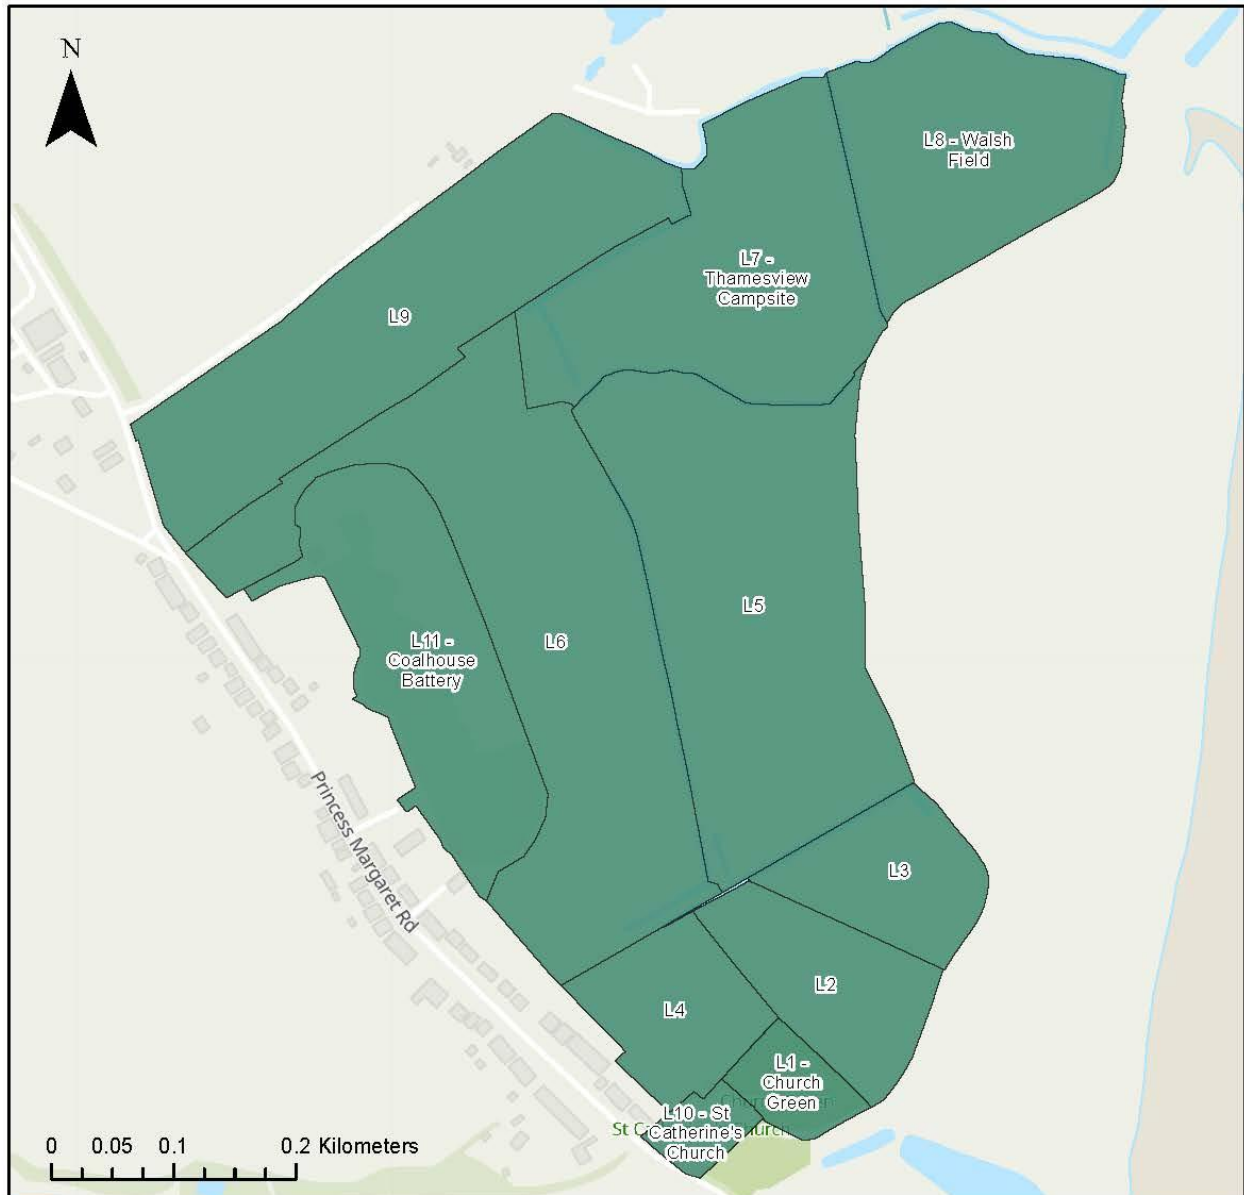 N
L8 - Walsh
Field
L7 -
Thamesview
Campsite
L9
L5
L11 -
Coalhouse
Battery
L6
Princess Margaret Rd
L3
L2
L4
L1 -
Church
Green
L10 - St
Catherine's
Church
0 0.05 0.1 0.2 Kilometers